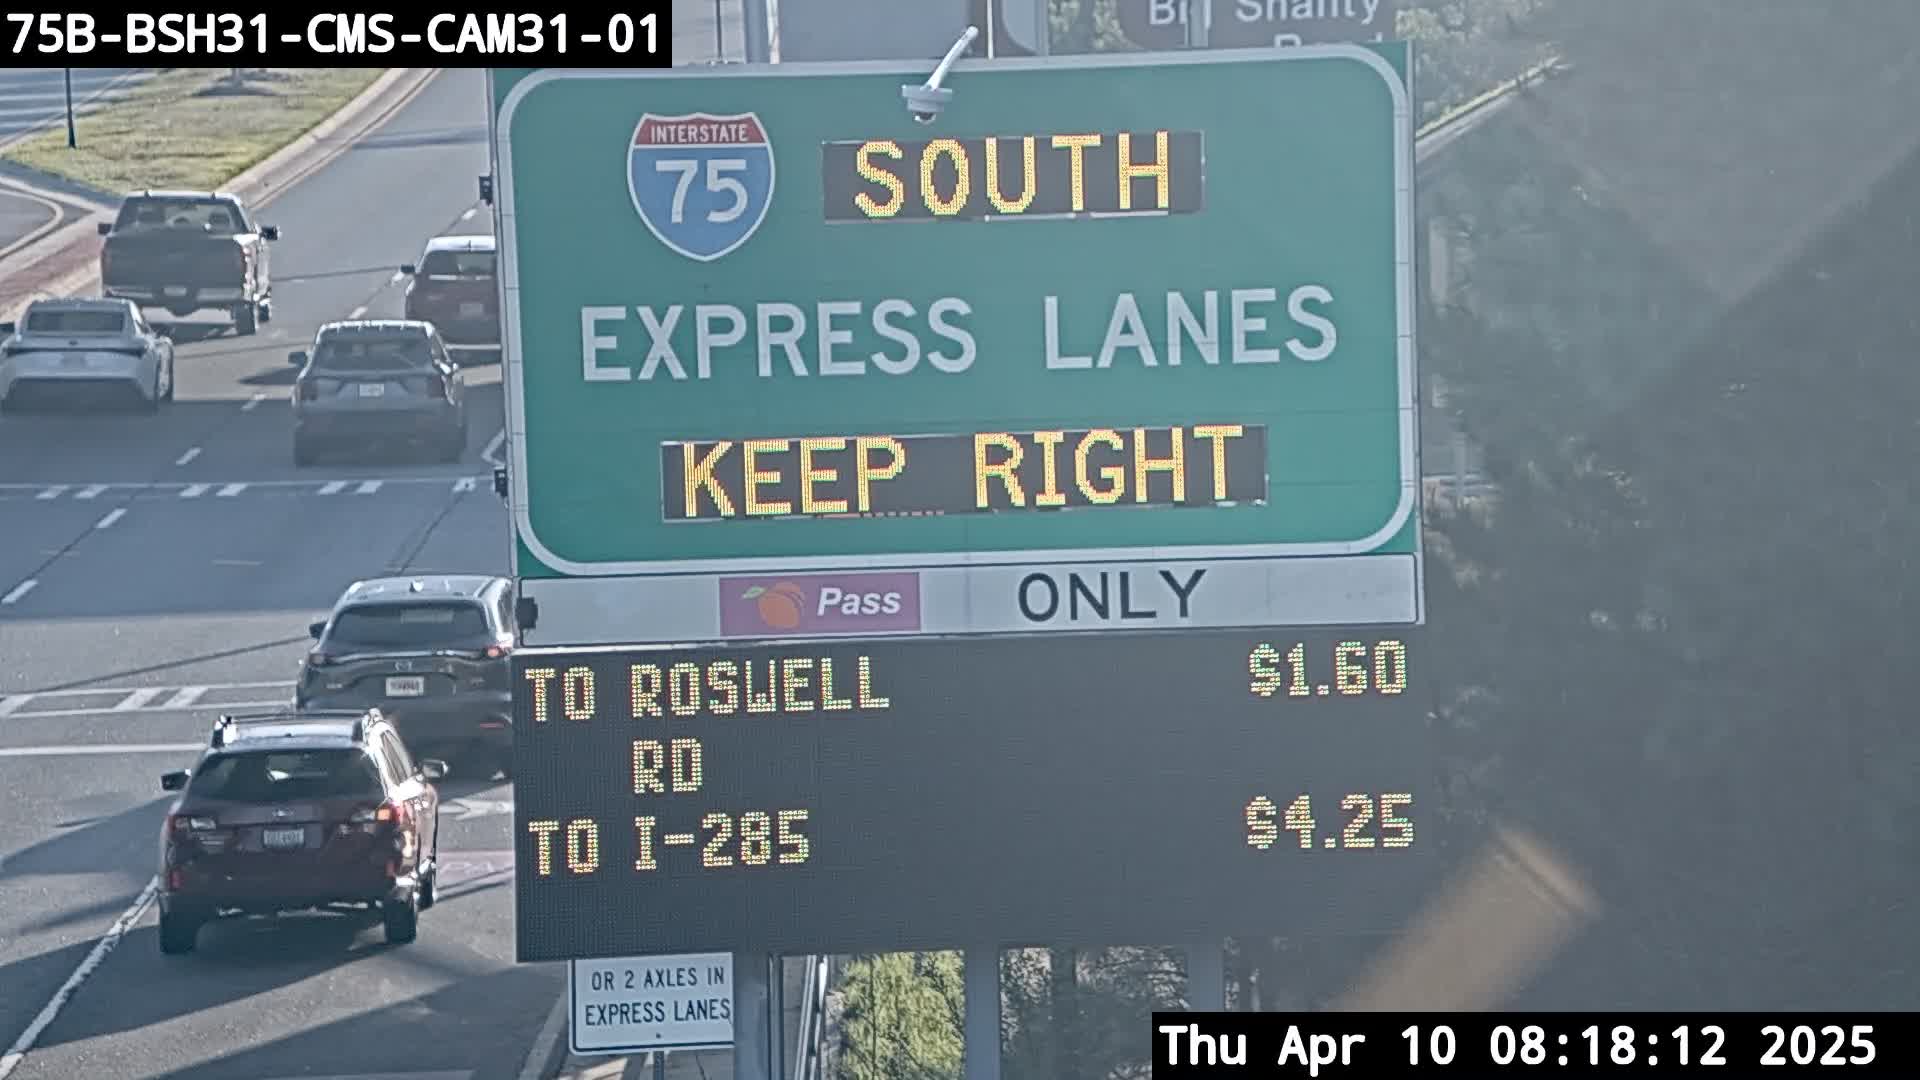 75B-BSH31-CMS-CAM31-01
Shanty
INTERSTATE
75
SOUTH
EXPRESS LANES
KEEP RIGHT
Pass ONLY
TO ROSWELL $1.60
RD
TO I-285 $4.25
OR 2 AXLES IN
EXPRESS LANES
Thu Apr 10 08:18:12 2025